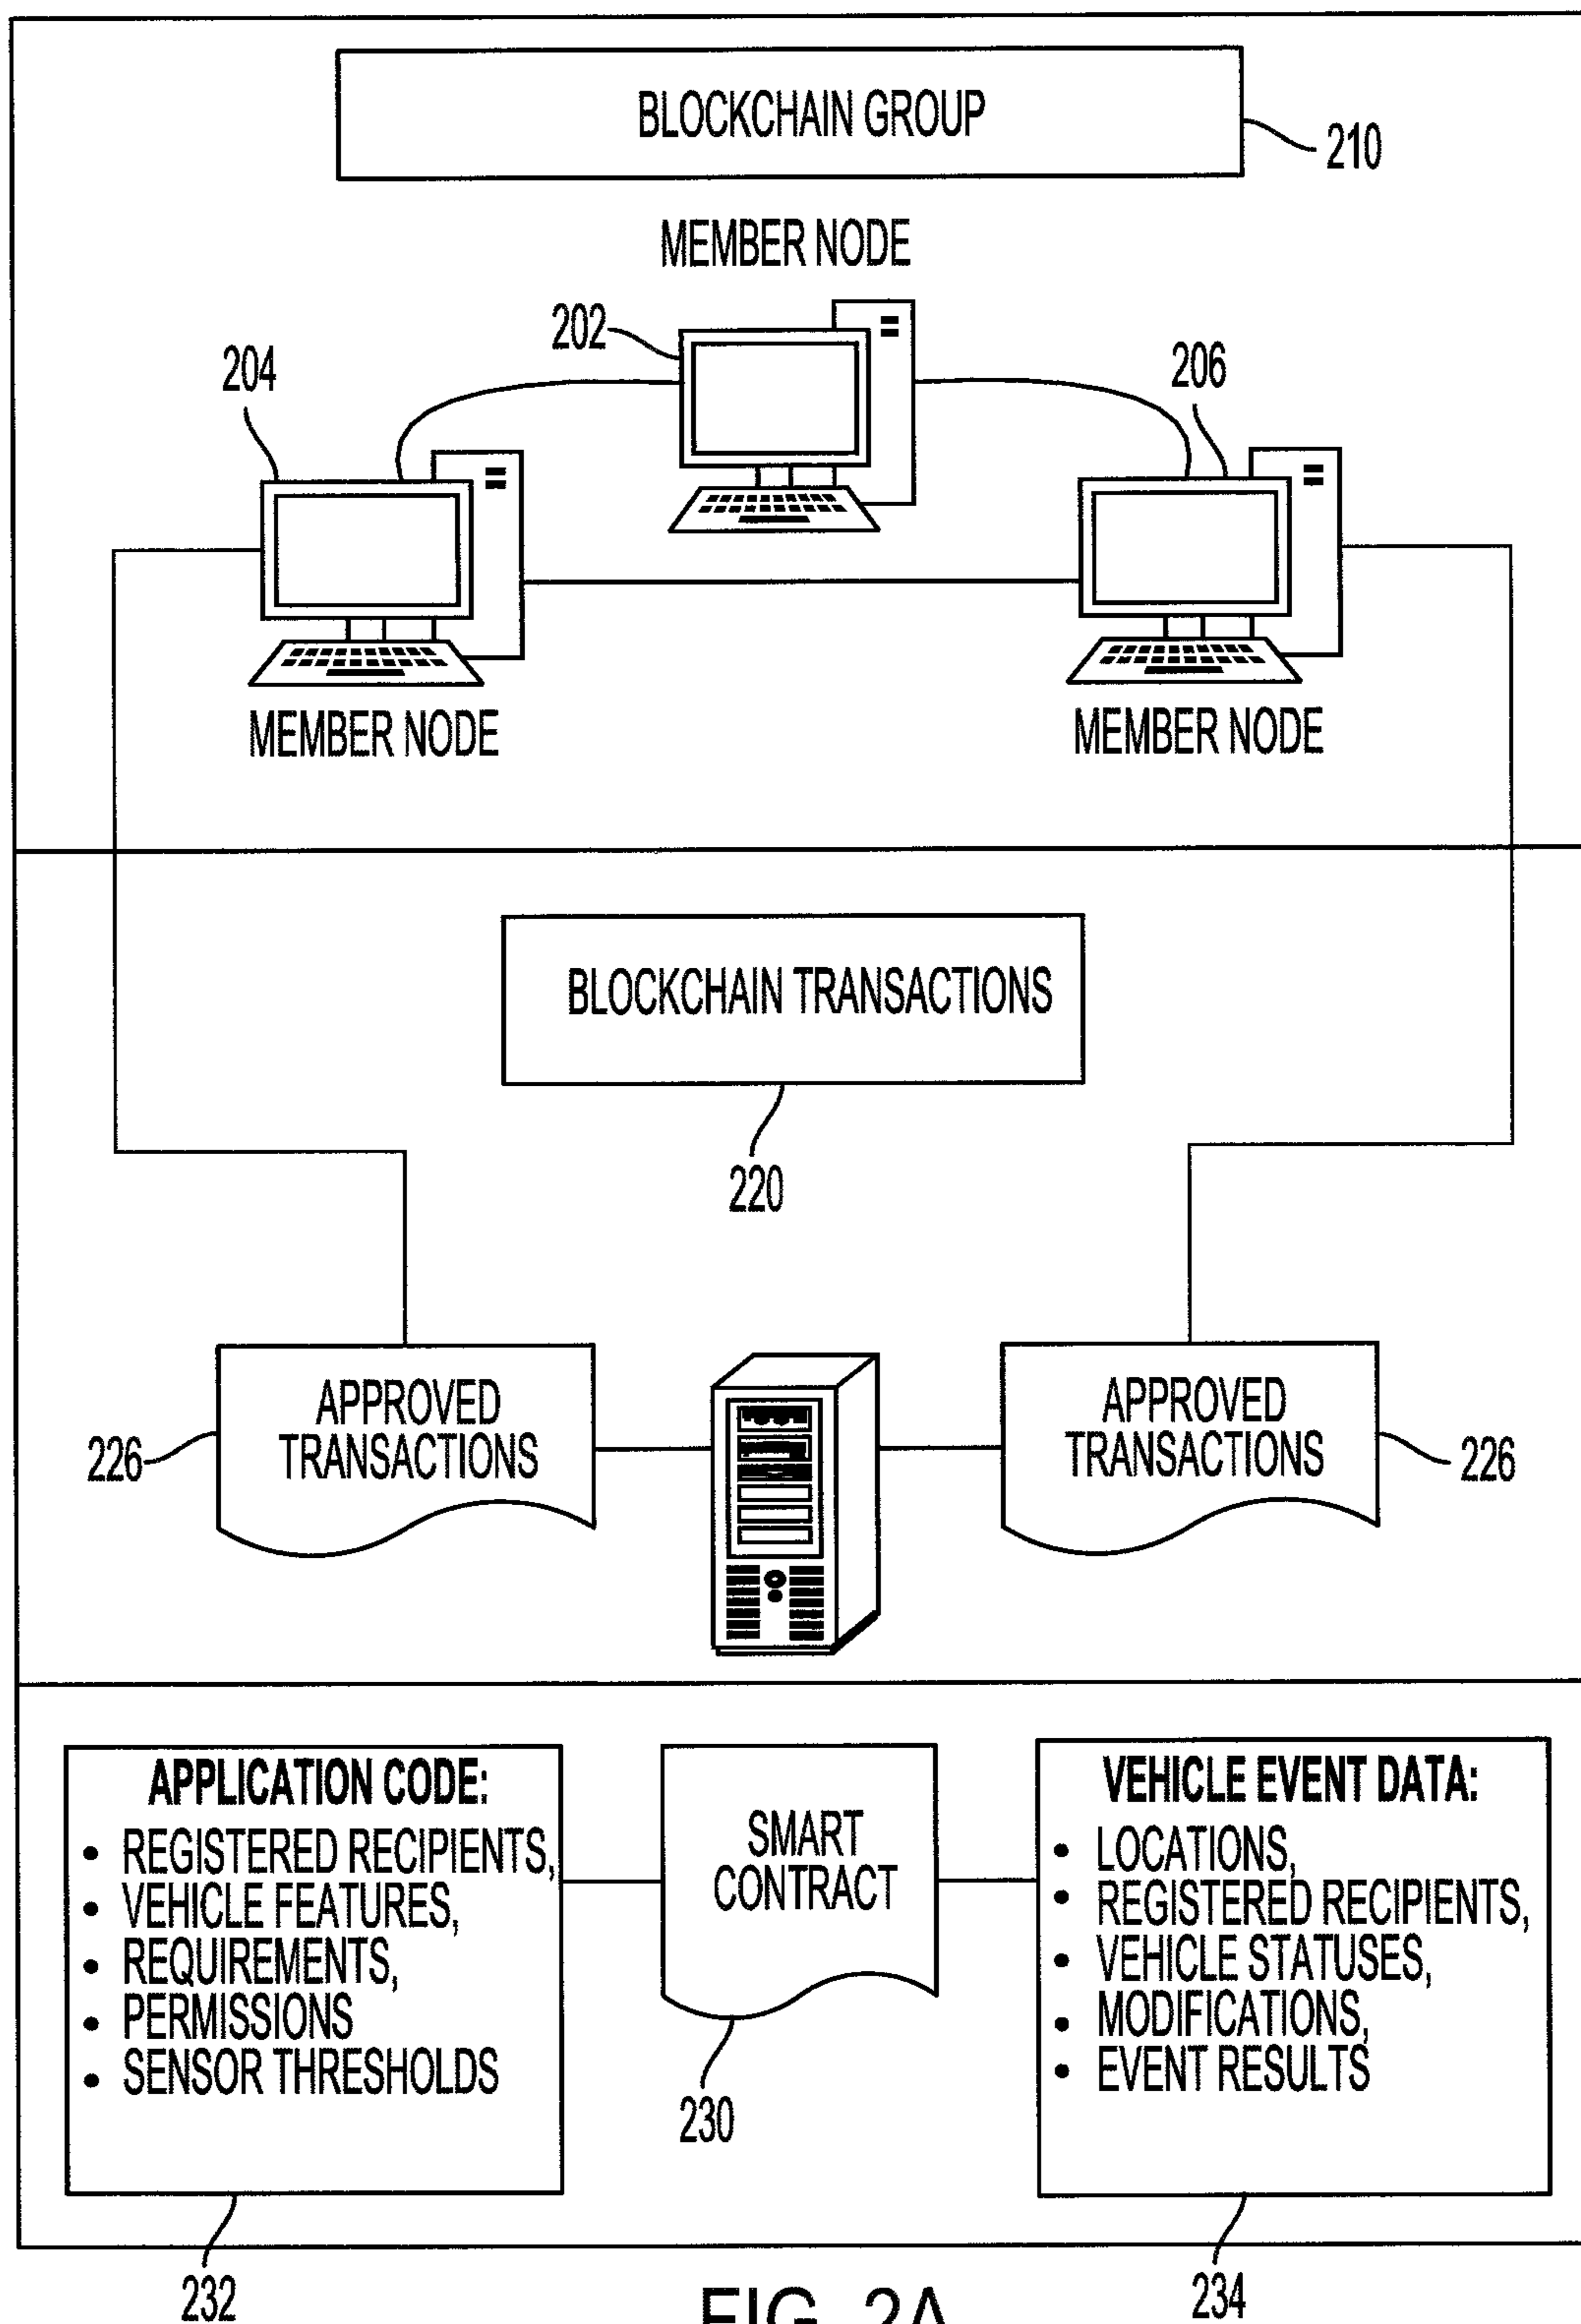 BLOCKCHAIN GROUP
210
MEMBER NODE
202
204
206
MEMBER NODE
MEMBER NODE
BLOCKCHAIN TRANSACTIONS
220
APPROVED
TRANSACTIONS
226
APPROVED
TRANSACTIONS
226
APPLICATION CODE:
• REGISTERED RECIPIENTS,
• VEHICLE FEATURES,
• REQUIREMENTS,
• PERMISSIONS
• SENSOR THRESHOLDS
232
SMART
CONTRACT
230
VEHICLE EVENT DATA:
• LOCATIONS,
• REGISTERED RECIPIENTS,
• VEHICLE STATUSES,
• MODIFICATIONS,
• EVENT RESULTS
234
FIG. 2A